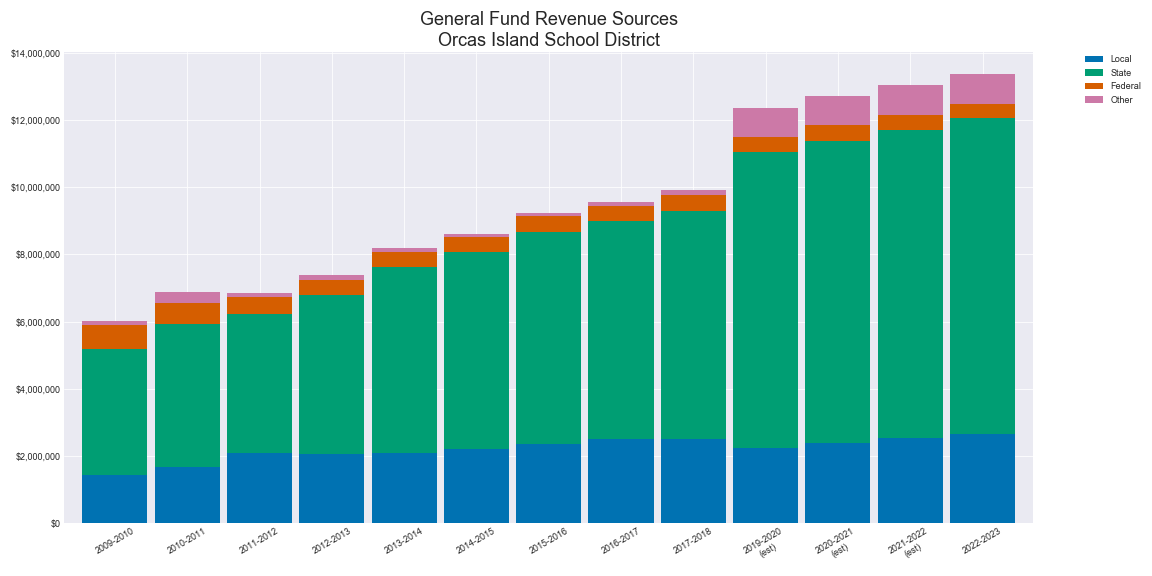 General Fund Revenue Sources
Orcas Island School District
$14,000,000
$12,000,000
$10,000,000
$8,000,000
$6,000,000
$4,000,000
$2,000,000
$0
Local
State
Federal
Other
2009-2010
2010-2011
2011-2012
2012-2013
2013-2014
2014-2015
2015-2016
2016-2017
2017-2018
2019-2020
(est)
2020-2021
(est)
2021-2022
(est)
2022-2023